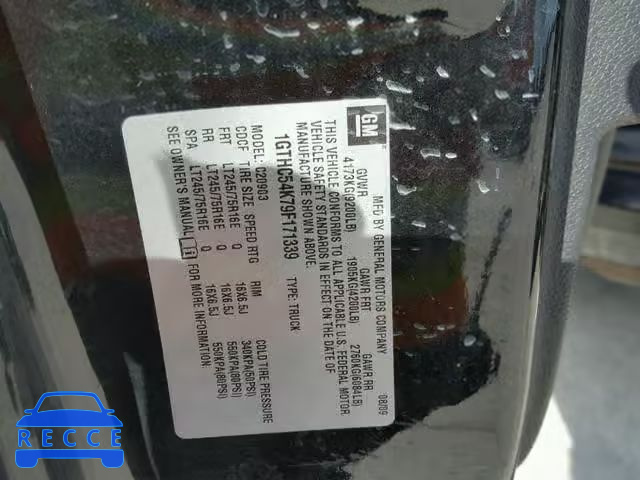 GM
MFD BY GENERAL MOTORS CORP 08/09
GVWR GAWR FRT GAWR RR
4173KG(9200LB) 1905KG(4200LB) 2760KG(6084LB)
THIS VEHICLE CONFORMS TO ALL APPLICABLE U.S. FEDERAL MOTOR
VEHICLE SAFETY STANDARDS IN EFFECT ON THE DATE OF
MANUFACTURE SHOWN ABOVE.
1GTHC54K79F171339 TYPE: TRUCK
MODEL: C20903
TIRE SIZE SPEED RTG RIM COLD TIRE PRESSURE
FRT LT245/75R16E Q 16X6.5J 340KPA(50PSI)
RR LT245/75R16E Q 16X6.5J 550KPA(80PSI)
SPA LT245/75R16E Q 16X6.5J 550KPA(80PSI)
SEE OWNER'S MANUAL FOR MORE INFORMATION.
RECCE